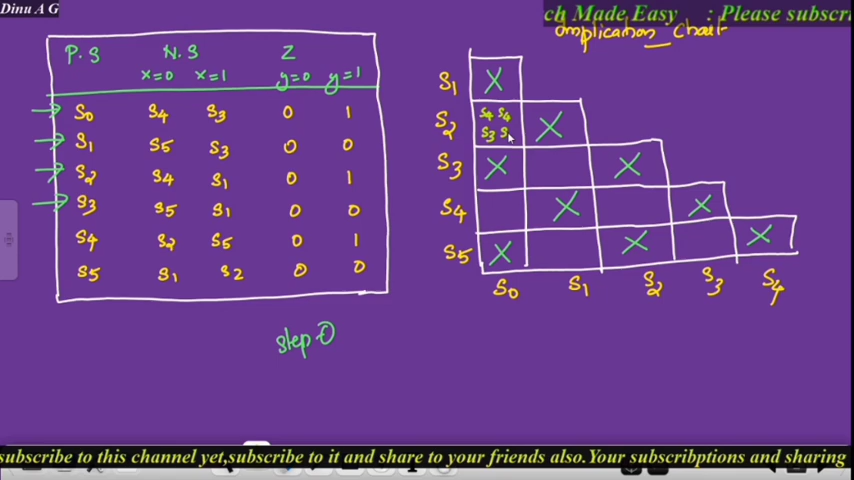 Dinu A G
ch Made Easy : Please subscri
Implication Chart
P.S N.S Z
x=0 x=1 y=0 y=1
S0 S4 S3 0 1
S1 S5 S3 0 0
S2 S4 S1 0 1
S3 S5 S1 0 0
S4 S2 S5 0 1
S5 S1 S2 0 0
S1 X
S2 S4 S4 X
S3 S1
S3 X X
S4 X X
S5 X X X
S0 S1 S2 S3 S4
step-0
subscribe to this channel yet,subscribe to it and share to your friends also.Your subscribptions and sharing